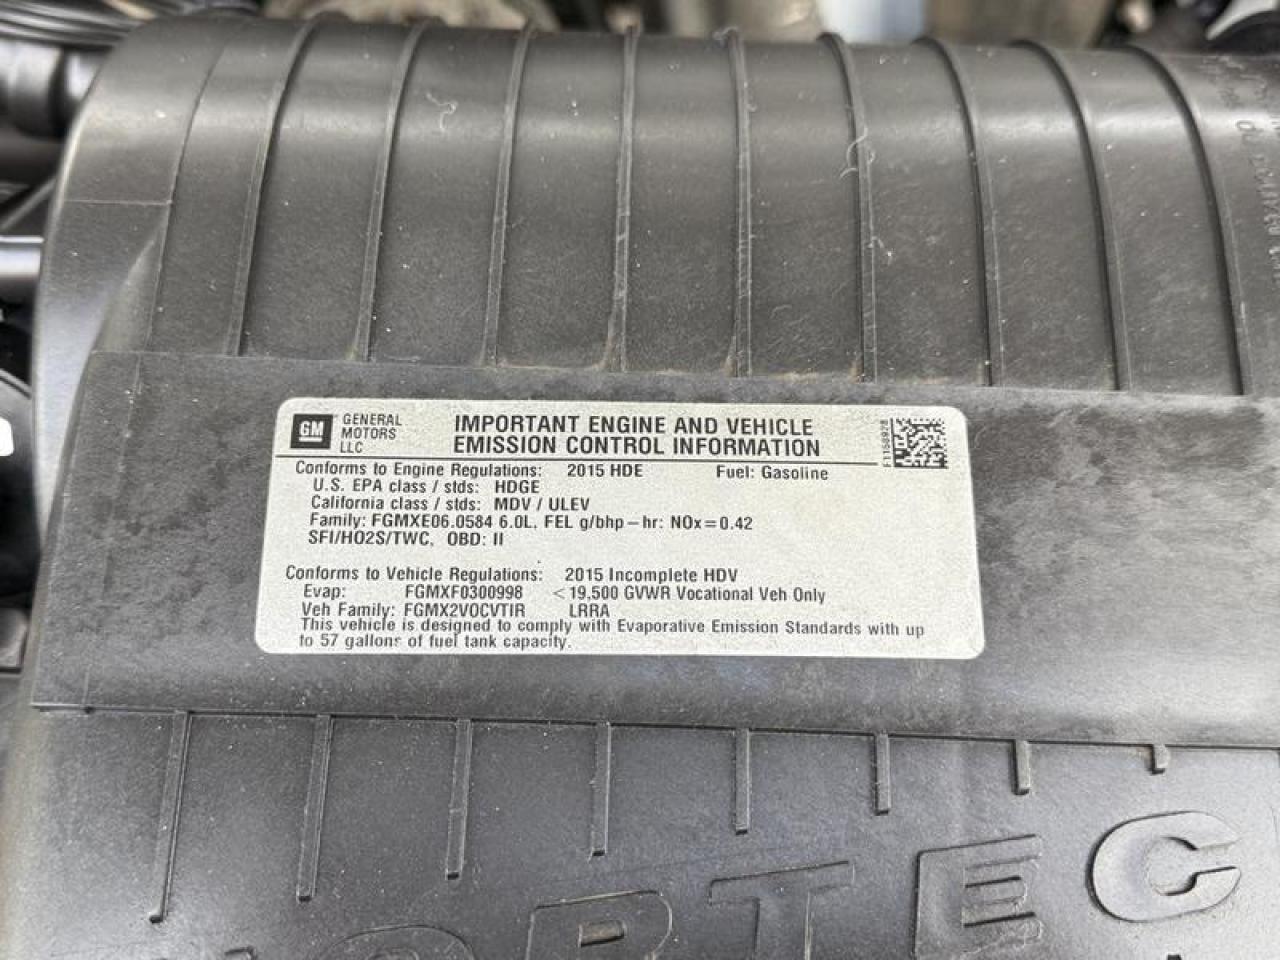 GM GENERAL MOTORS LLC
IMPORTANT ENGINE AND VEHICLE
EMISSION CONTROL INFORMATION
Conforms to Engine Regulations: 2015 HDE Fuel: Gasoline
U.S. EPA class / stds: HDGE
California class / stds: MDV / ULEV
Family: FGMXE06.0584 6.0L, FEL g/bhp-hr: NOx=0.42
SFI/HO2S/TWC, OBD: II
Conforms to Vehicle Regulations: 2015 Incomplete HDV
Evap: FGMXF0300998 <19,500 GVWR Vocational Veh Only
Veh Family: FGMX2VOCVTIR LRRA
This vehicle is designed to comply with Evaporative Emission Standards with up
to 57 gallons of fuel tank capacity.
ORTEC